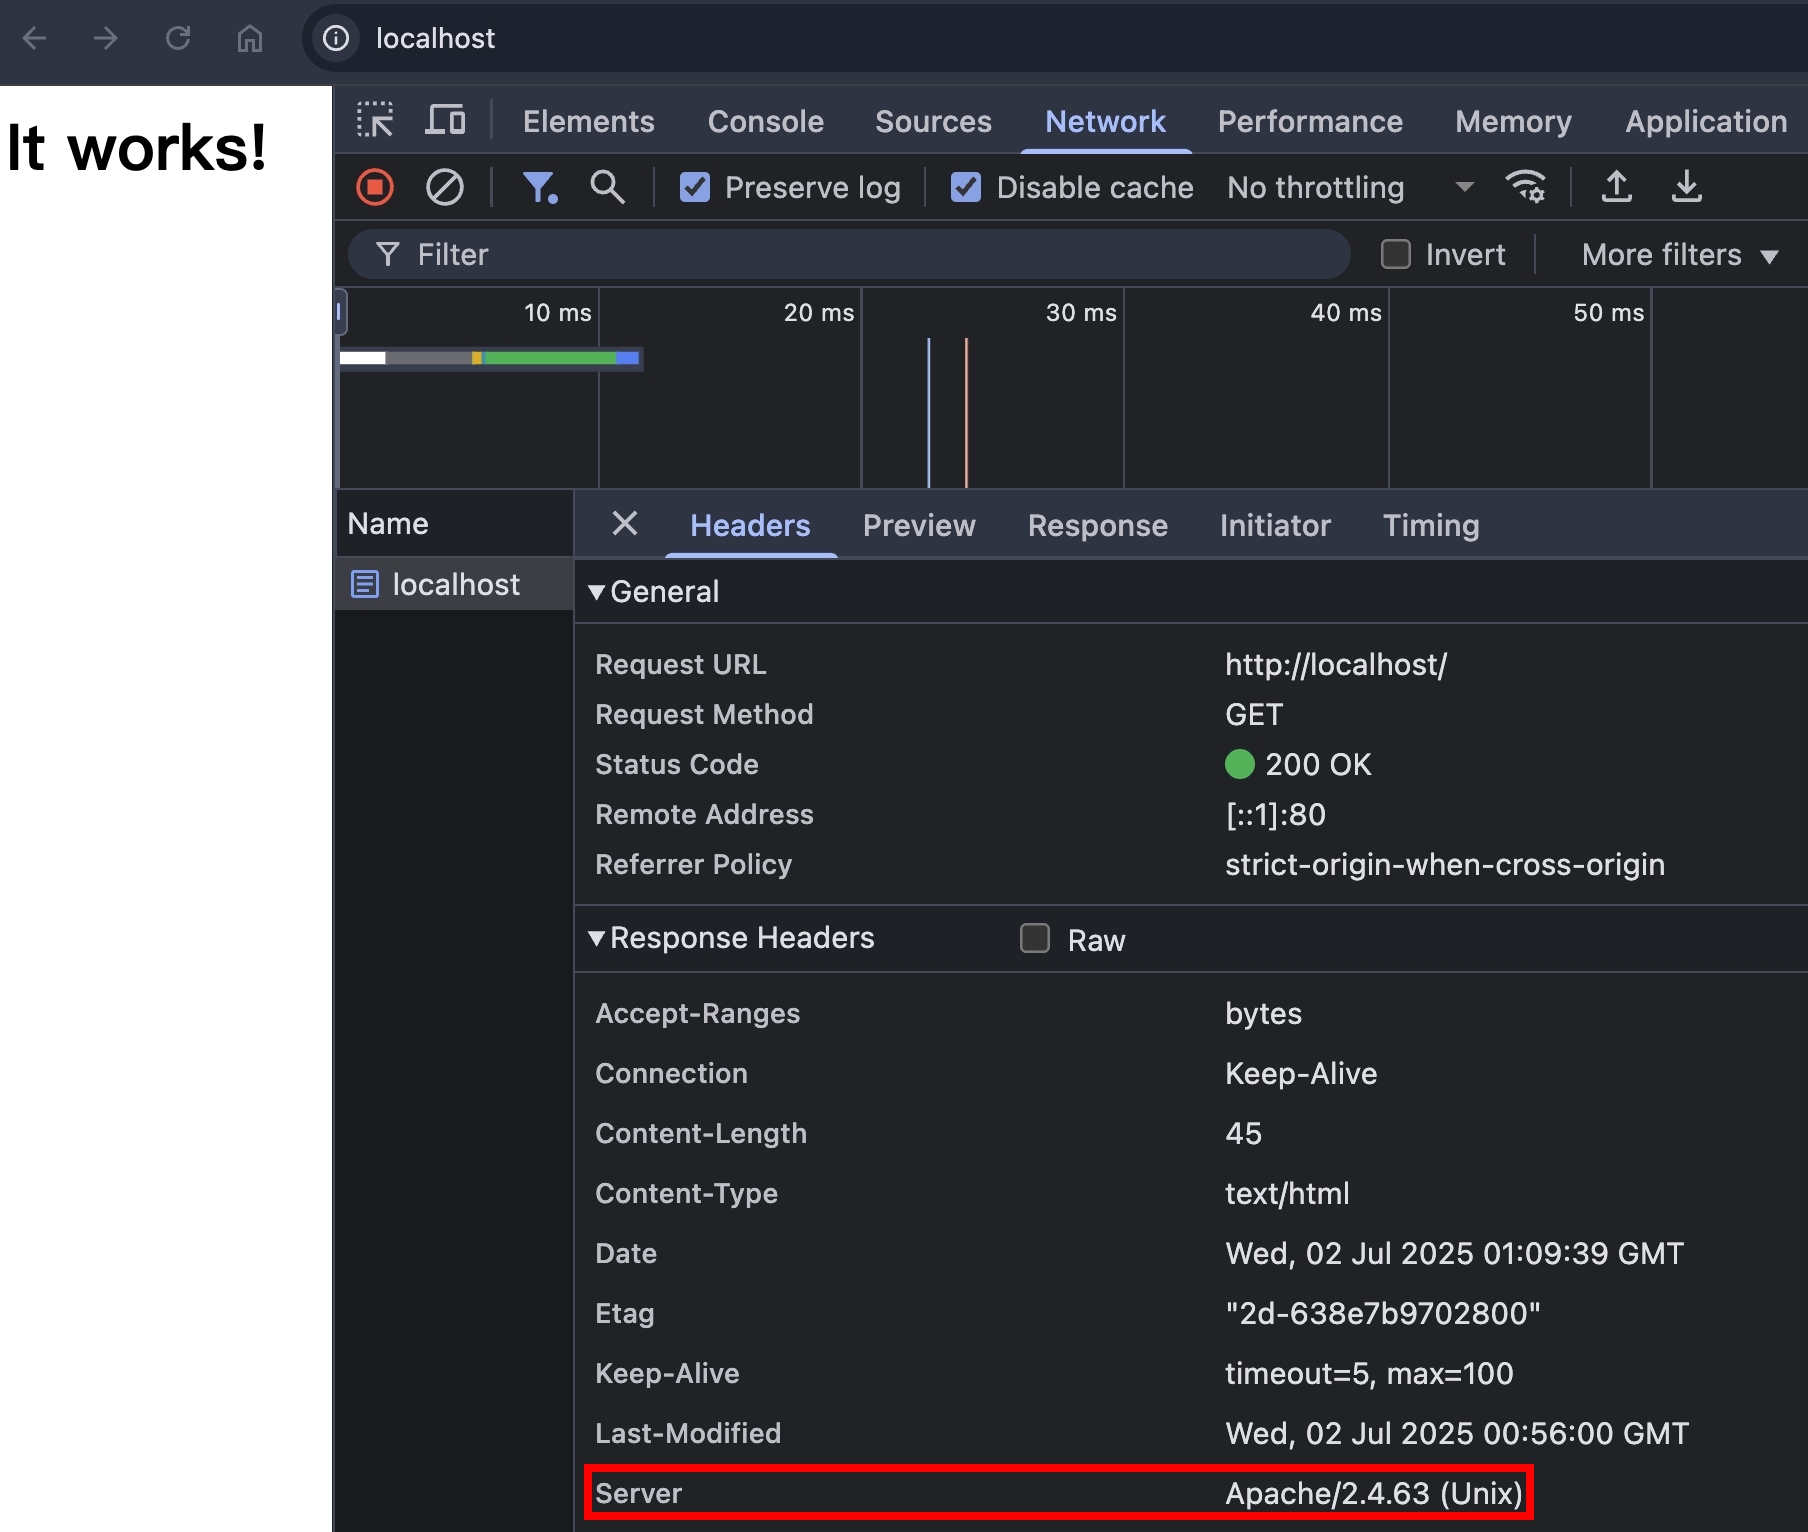 localhost
It works!
Elements Console Sources Network Performance Memory Application
Preserve log Disable cache No throttling
Filter Invert More filters
10 ms 20 ms 30 ms 40 ms 50 ms
Name
localhost
Headers Preview Response Initiator Timing
General
Request URL http://localhost/
Request Method GET
Status Code 200 OK
Remote Address [::1]:80
Referrer Policy strict-origin-when-cross-origin
Response Headers Raw
Accept-Ranges bytes
Connection Keep-Alive
Content-Length 45
Content-Type text/html
Date Wed, 02 Jul 2025 01:09:39 GMT
Etag "2d-638e7b9702800"
Keep-Alive timeout=5, max=100
Last-Modified Wed, 02 Jul 2025 00:56:00 GMT
Server Apache/2.4.63 (Unix)